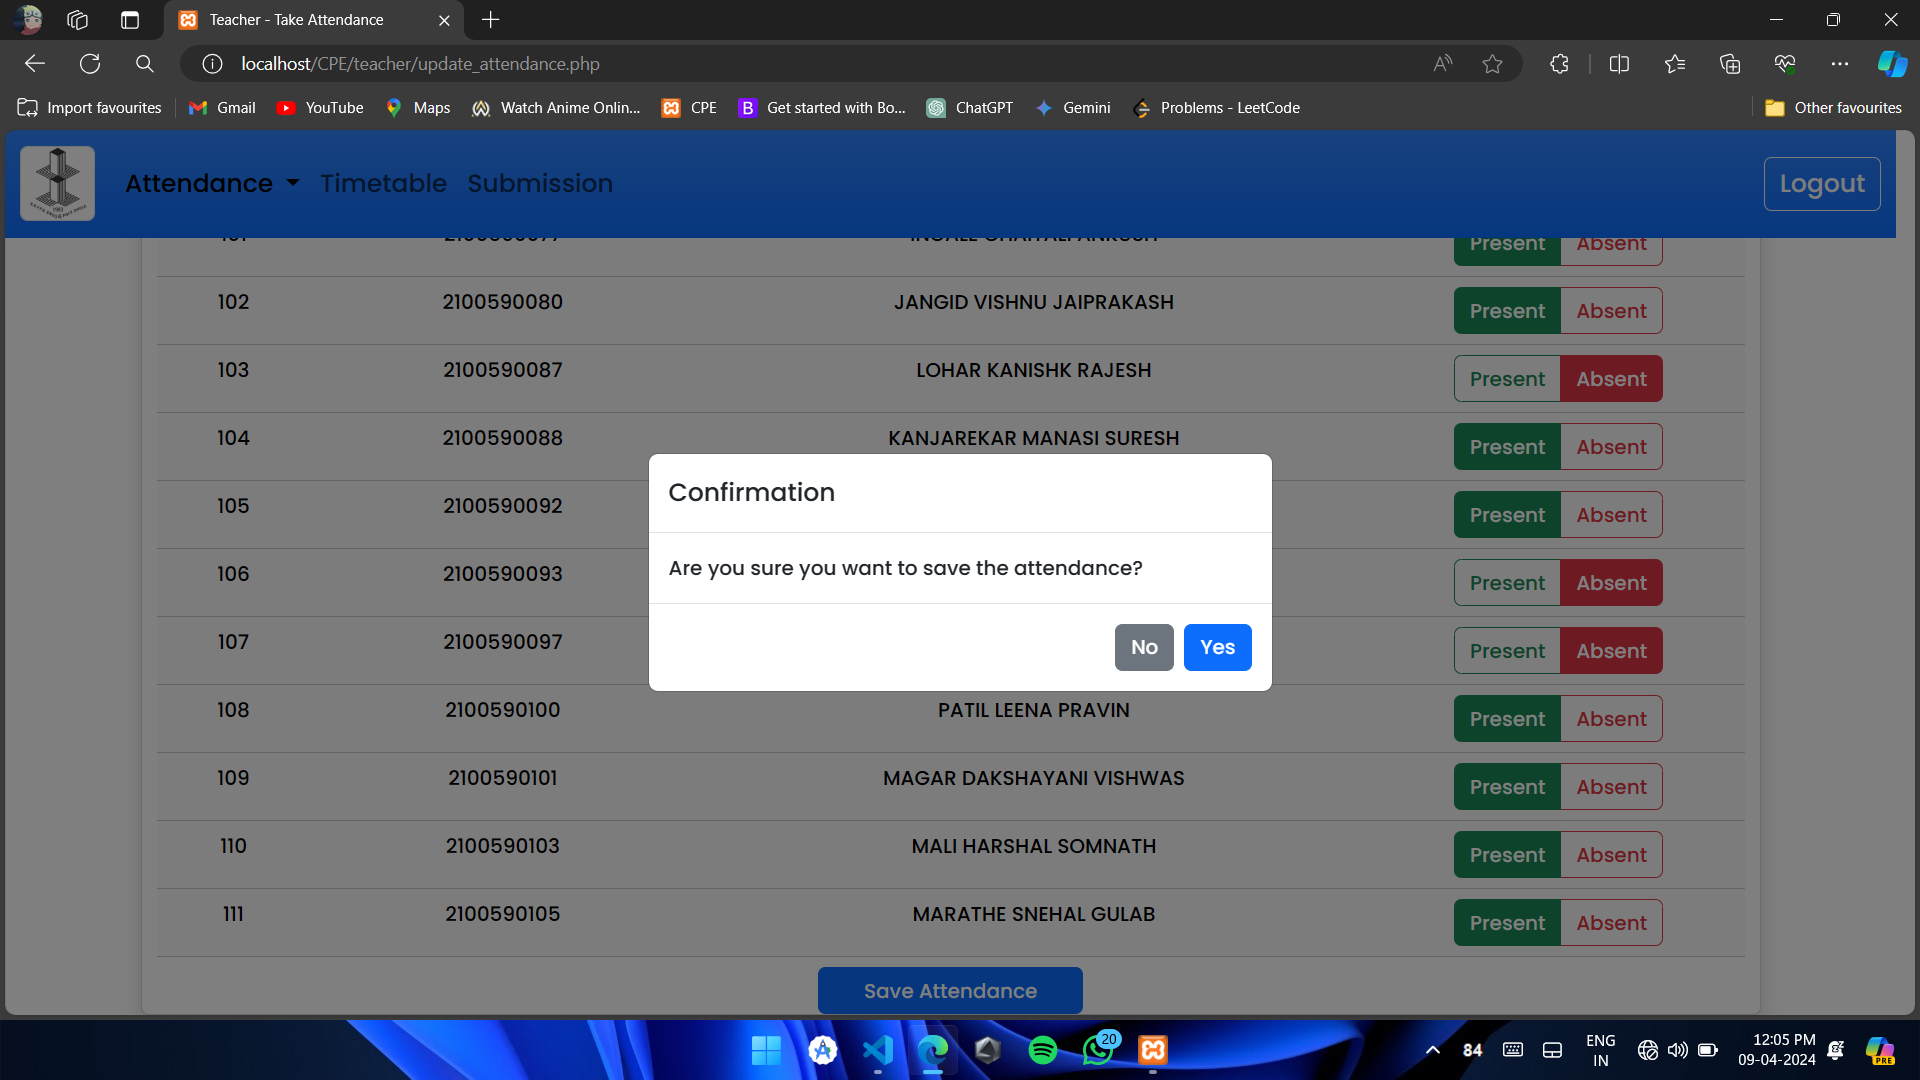 Teacher - Take Attendance
localhost/CPE/teacher/update_attendance.php
Import favourites
Gmail
YouTube
Maps
Watch Anime Onlin...
CPE
Get started with Bo...
ChatGPT
Gemini
Problems - LeetCode
Other favourites
Attendance
Timetable
Submission
Logout
Present Absent
102 2100590080 JANGID VISHNU JAIPRAKASH Present Absent
103 2100590087 LOHAR KANISHK RAJESH Present Absent
104 2100590088 KANJAREKAR MANASI SURESH Present Absent
105 2100590092 Present Absent
106 2100590093 Present Absent
107 2100590097 Present Absent
Confirmation
Are you sure you want to save the attendance?
No Yes
108 2100590100 PATIL LEENA PRAVIN Present Absent
109 2100590101 MAGAR DAKSHAYANI VISHWAS Present Absent
110 2100590103 MALI HARSHAL SOMNATH Present Absent
111 2100590105 MARATHE SNEHAL GULAB Present Absent
Save Attendance
20
84
ENG
IN
12:05 PM
09-04-2024
PRE